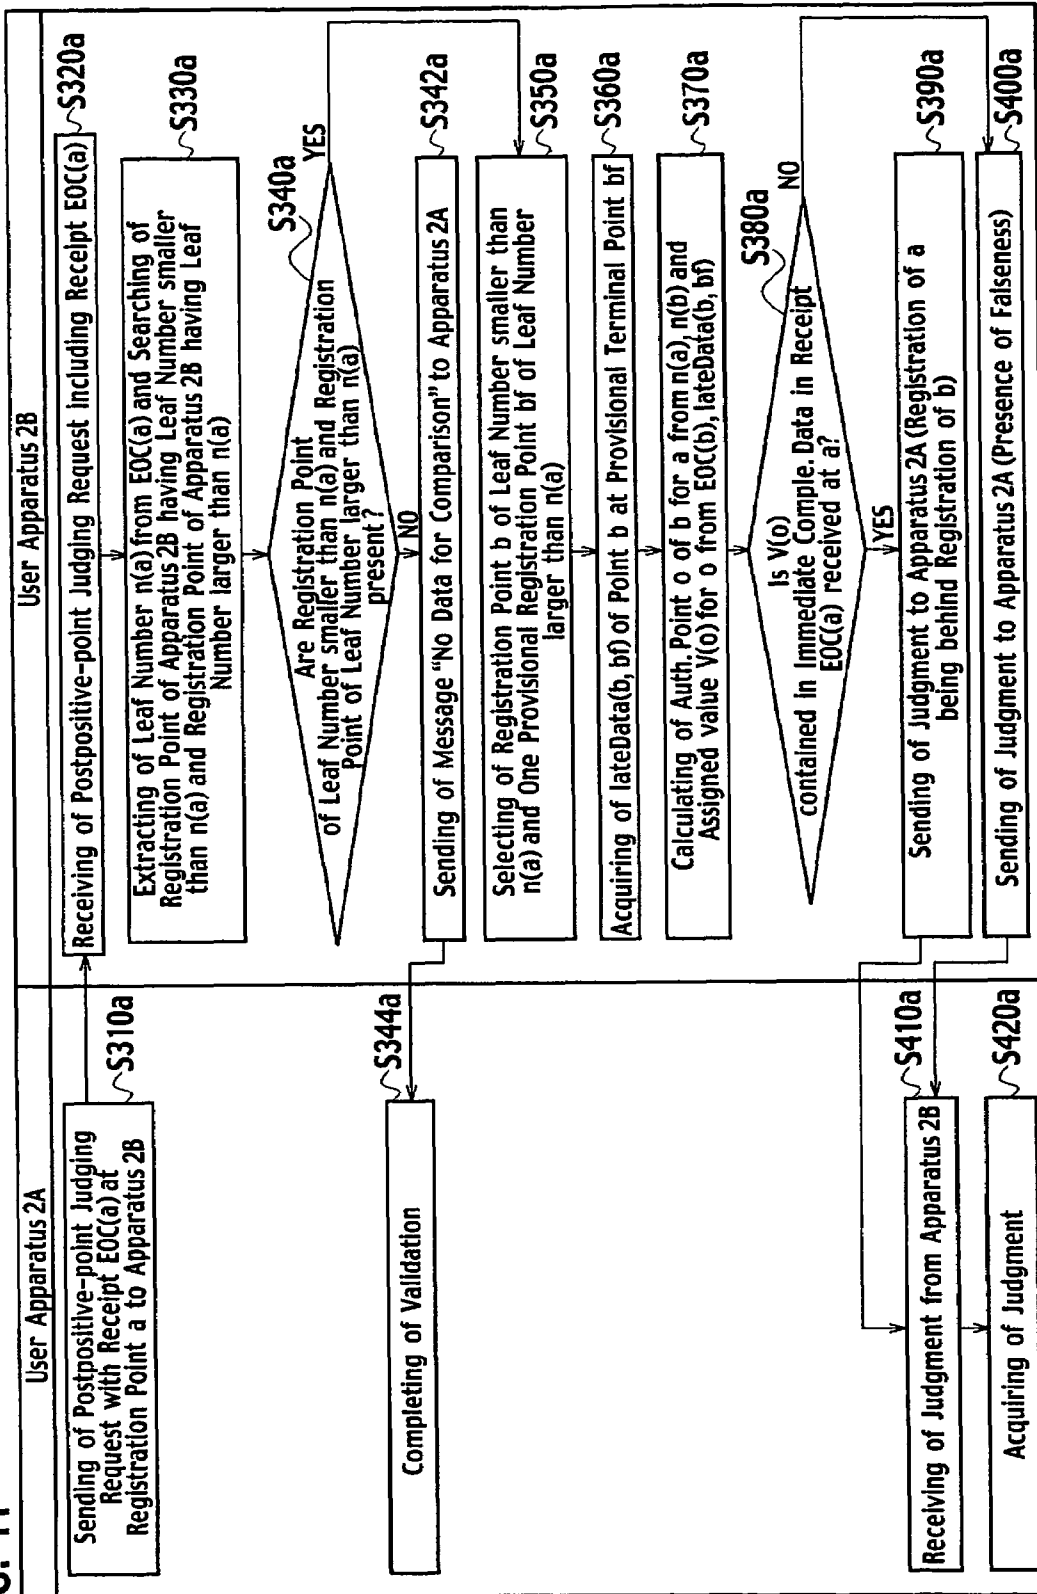 User Apparatus 2A
Sending of Postpositive-point Judging
Request with Receipt EOC(a) at
Registration Point a to Apparatus 2B
S310a
Completing of Validation
S344a
Receiving of Judgment from Apparatus 2B
S410a
Acquiring of Judgment
S420a
User Apparatus 2B
Receiving of Postpositive-point Judging Request including Receipt EOC(a)
S320a
Extracting of Leaf Number n(a) from EOC(a) and Searching of
Registration Point of Apparatus 2B having Leaf Number smaller
than n(a) and Registration Point of Apparatus 2B having Leaf
Number larger than n(a)
S330a
Are Registration Point
of Leaf Number smaller than n(a) and Registration
Point of Leaf Number larger than n(a)
present?
S340a
YES
NO
Sending of Message "No Data for Comparison" to Apparatus 2A
S342a
Selecting of Registration Point b of Leaf Number smaller than
n(a) and One Provisional Registration Point bf of Leaf Number
larger than n(a)
S350a
Acquiring of lateData(b, bf) of Point b at Provisional Terminal Point bf
S360a
Calculating of Auth. Point o of b for a from n(a), n(b) and
Assigned value V(o) for o from EOC(b), lateData(b, bf)
S370a
Is V(o)
contained in Immediate Comple. Data in Receipt
EOC(a) received at a?
S380a
NO
YES
Sending of Judgment to Apparatus 2A (Registration of a
being behind Registration of b)
S390a
Sending of Judgment to Apparatus 2A (Presence of Falseness)
S400a